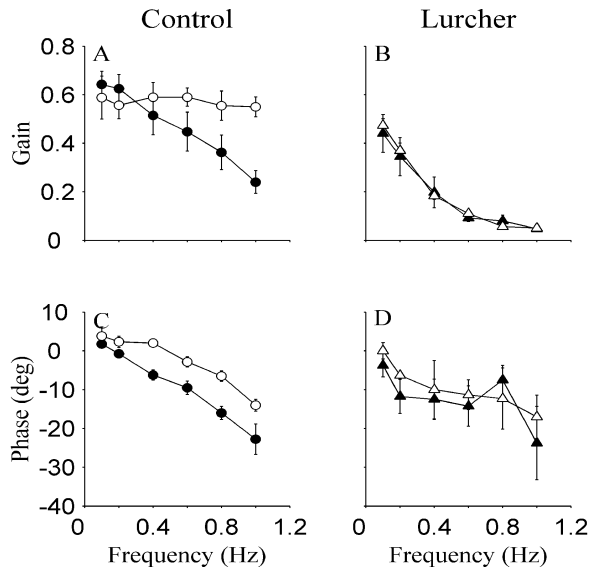 Control
Lurcher
A
B
Gain
0.8
0.6
0.4
0.2
0
C
D
Phase (deg)
10
0
-10
-20
-30
-40
0 0.4 0.8 1.2
0 0.4 0.8 1.2
Frequency (Hz)
Frequency (Hz)